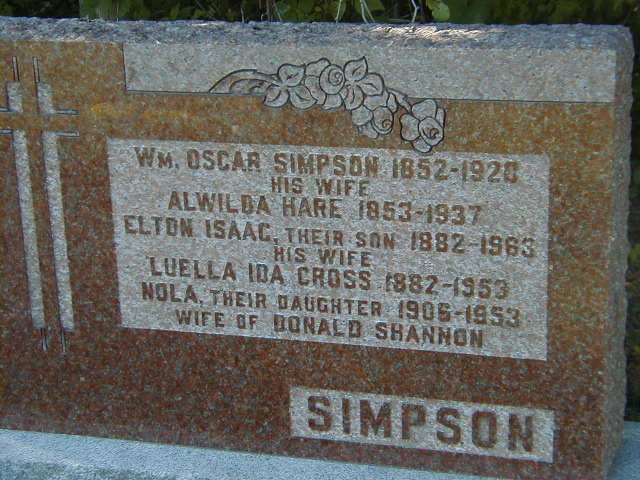 WM. OSCAR SIMPSON 1852-1920
HIS WIFE
ALWILDA HARE 1853-1937
ELTON ISAAC, THEIR SON 1882-1963
HIS WIFE
LUELLA IDA CROSS 1882-1953
NOLA, THEIR DAUGHTER 1906-1953
WIFE OF DONALD SHANNON
SIMPSON